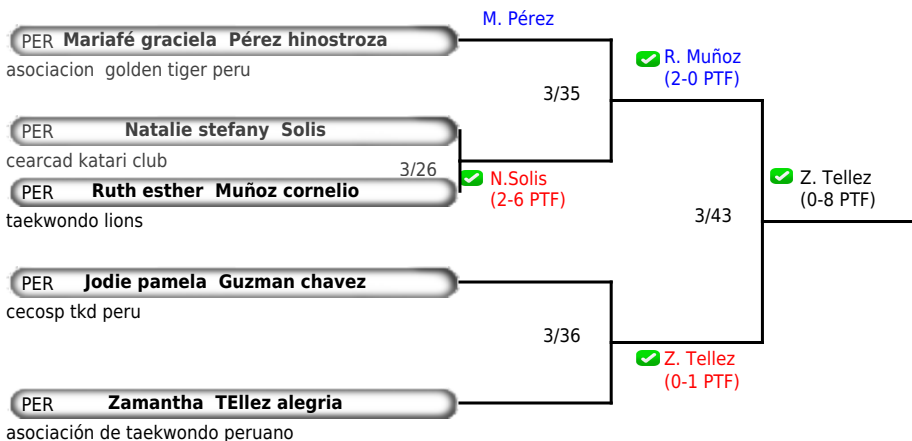 M. Pérez
PER Mariafé graciela Pérez hinostroza
asociacion golden tiger peru
R. Muñoz
(2-0 PTF)
3/35
PER Natalie stefany Solis
cearcad katari club
3/26
PER Ruth esther Muñoz cornelio
taekwondo lions
N.Solis
(2-6 PTF)
Z. Tellez
(0-8 PTF)
3/43
PER Jodie pamela Guzman chavez
cecosp tkd peru
3/36
Z. Tellez
(0-1 PTF)
PER Zamantha TEllez alegria
asociación de taekwondo peruano